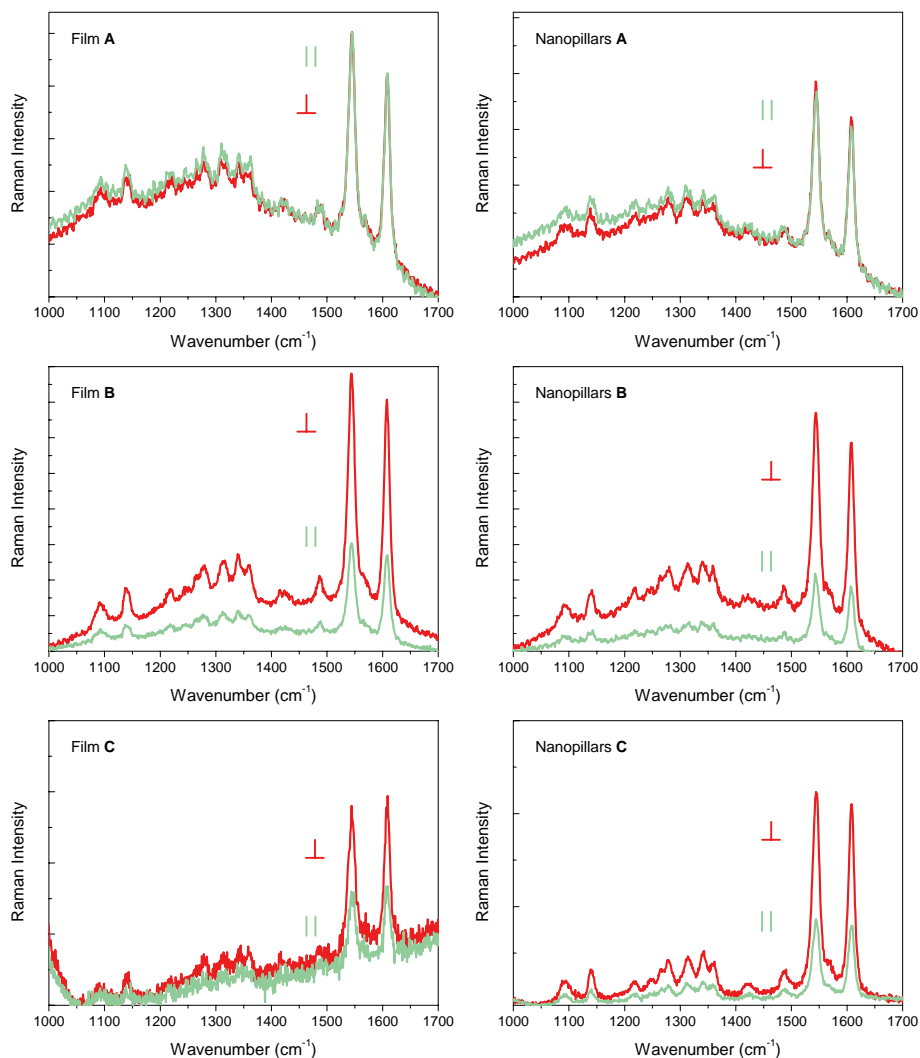 Film A
||
⊥
Raman Intensity
1000 1100 1200 1300 1400 1500 1600 1700
Wavenumber (cm-1)
Nanopillars A
||
⊥
Raman Intensity
1000 1100 1200 1300 1400 1500 1600 1700
Wavenumber (cm-1)
Film B
⊥
||
Raman Intensity
1000 1100 1200 1300 1400 1500 1600 1700
Wavenumber (cm-1)
Nanopillars B
⊥
||
Raman Intensity
1000 1100 1200 1300 1400 1500 1600 1700
Wavenumber (cm-1)
Film C
⊥
||
Raman Intensity
1000 1100 1200 1300 1400 1500 1600 1700
Wavenumber (cm-1)
Nanopillars C
⊥
||
Raman Intensity
1000 1100 1200 1300 1400 1500 1600 1700
Wavenumber (cm-1)